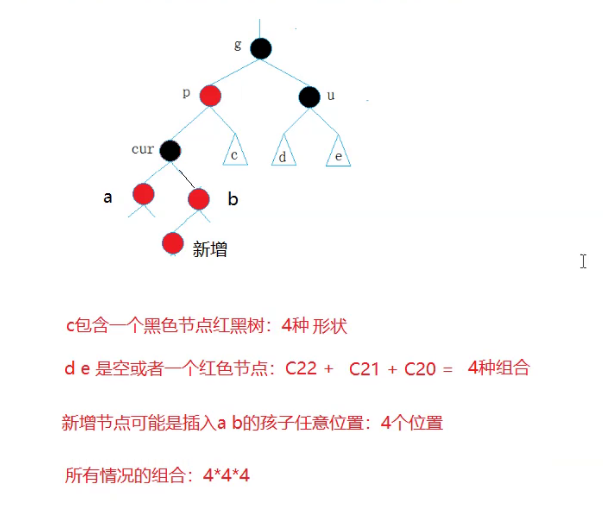 g
p
u
cur
c
d
e
a
b
新增
c包含一个黑色节点红黑树：4种 形状
d e 是空或者一个红色节点：C22 + C21 + C20 = 4种组合
新增节点可能是插入a b的孩子任意位置：4个位置
所有情况的组合：4*4*4